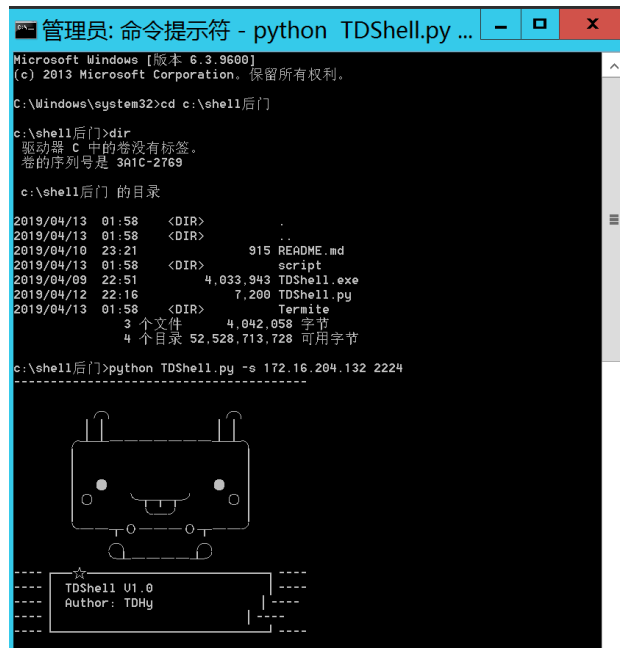 管理员: 命令提示符 - python TDShell.py ...
Microsoft Windows [版本 6.3.9600]
(c) 2013 Microsoft Corporation。保留所有权利。
C:\Windows\system32>cd c:\shell后门
c:\shell后门>dir
驱动器 C 中的卷没有标签。
卷的序列号是 3A1C-2769
c:\shell后门 的目录
2019/04/13  01:58    <DIR>          .
2019/04/13  01:58    <DIR>          ..
2019/04/10  23:21               915 README.md
2019/04/13  01:58    <DIR>          script
2019/04/09  22:51         4,033,943 TDShell.exe
2019/04/12  22:16             7,200 TDShell.py
2019/04/13  01:58    <DIR>          Termite
3 个文件      4,042,058 字节
4 个目录 52,528,713,728 可用字节
c:\shell后门>python TDShell.py -s 172.16.204.132 2224
TDShell V1.0
Author: TDHy